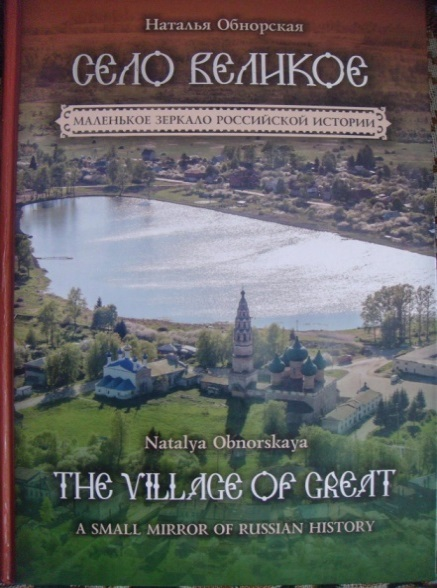 Наталья Обнорская
СЕЛО ВЕЛИКОЕ
МАЛЕНЬКОЕ ЗЕРКАЛО РОССИЙСКОЙ ИСТОРИИ
Natalya Obnorskaya
THE VILLAGE OF GREAT
A SMALL MIRROR OF RUSSIAN HISTORY